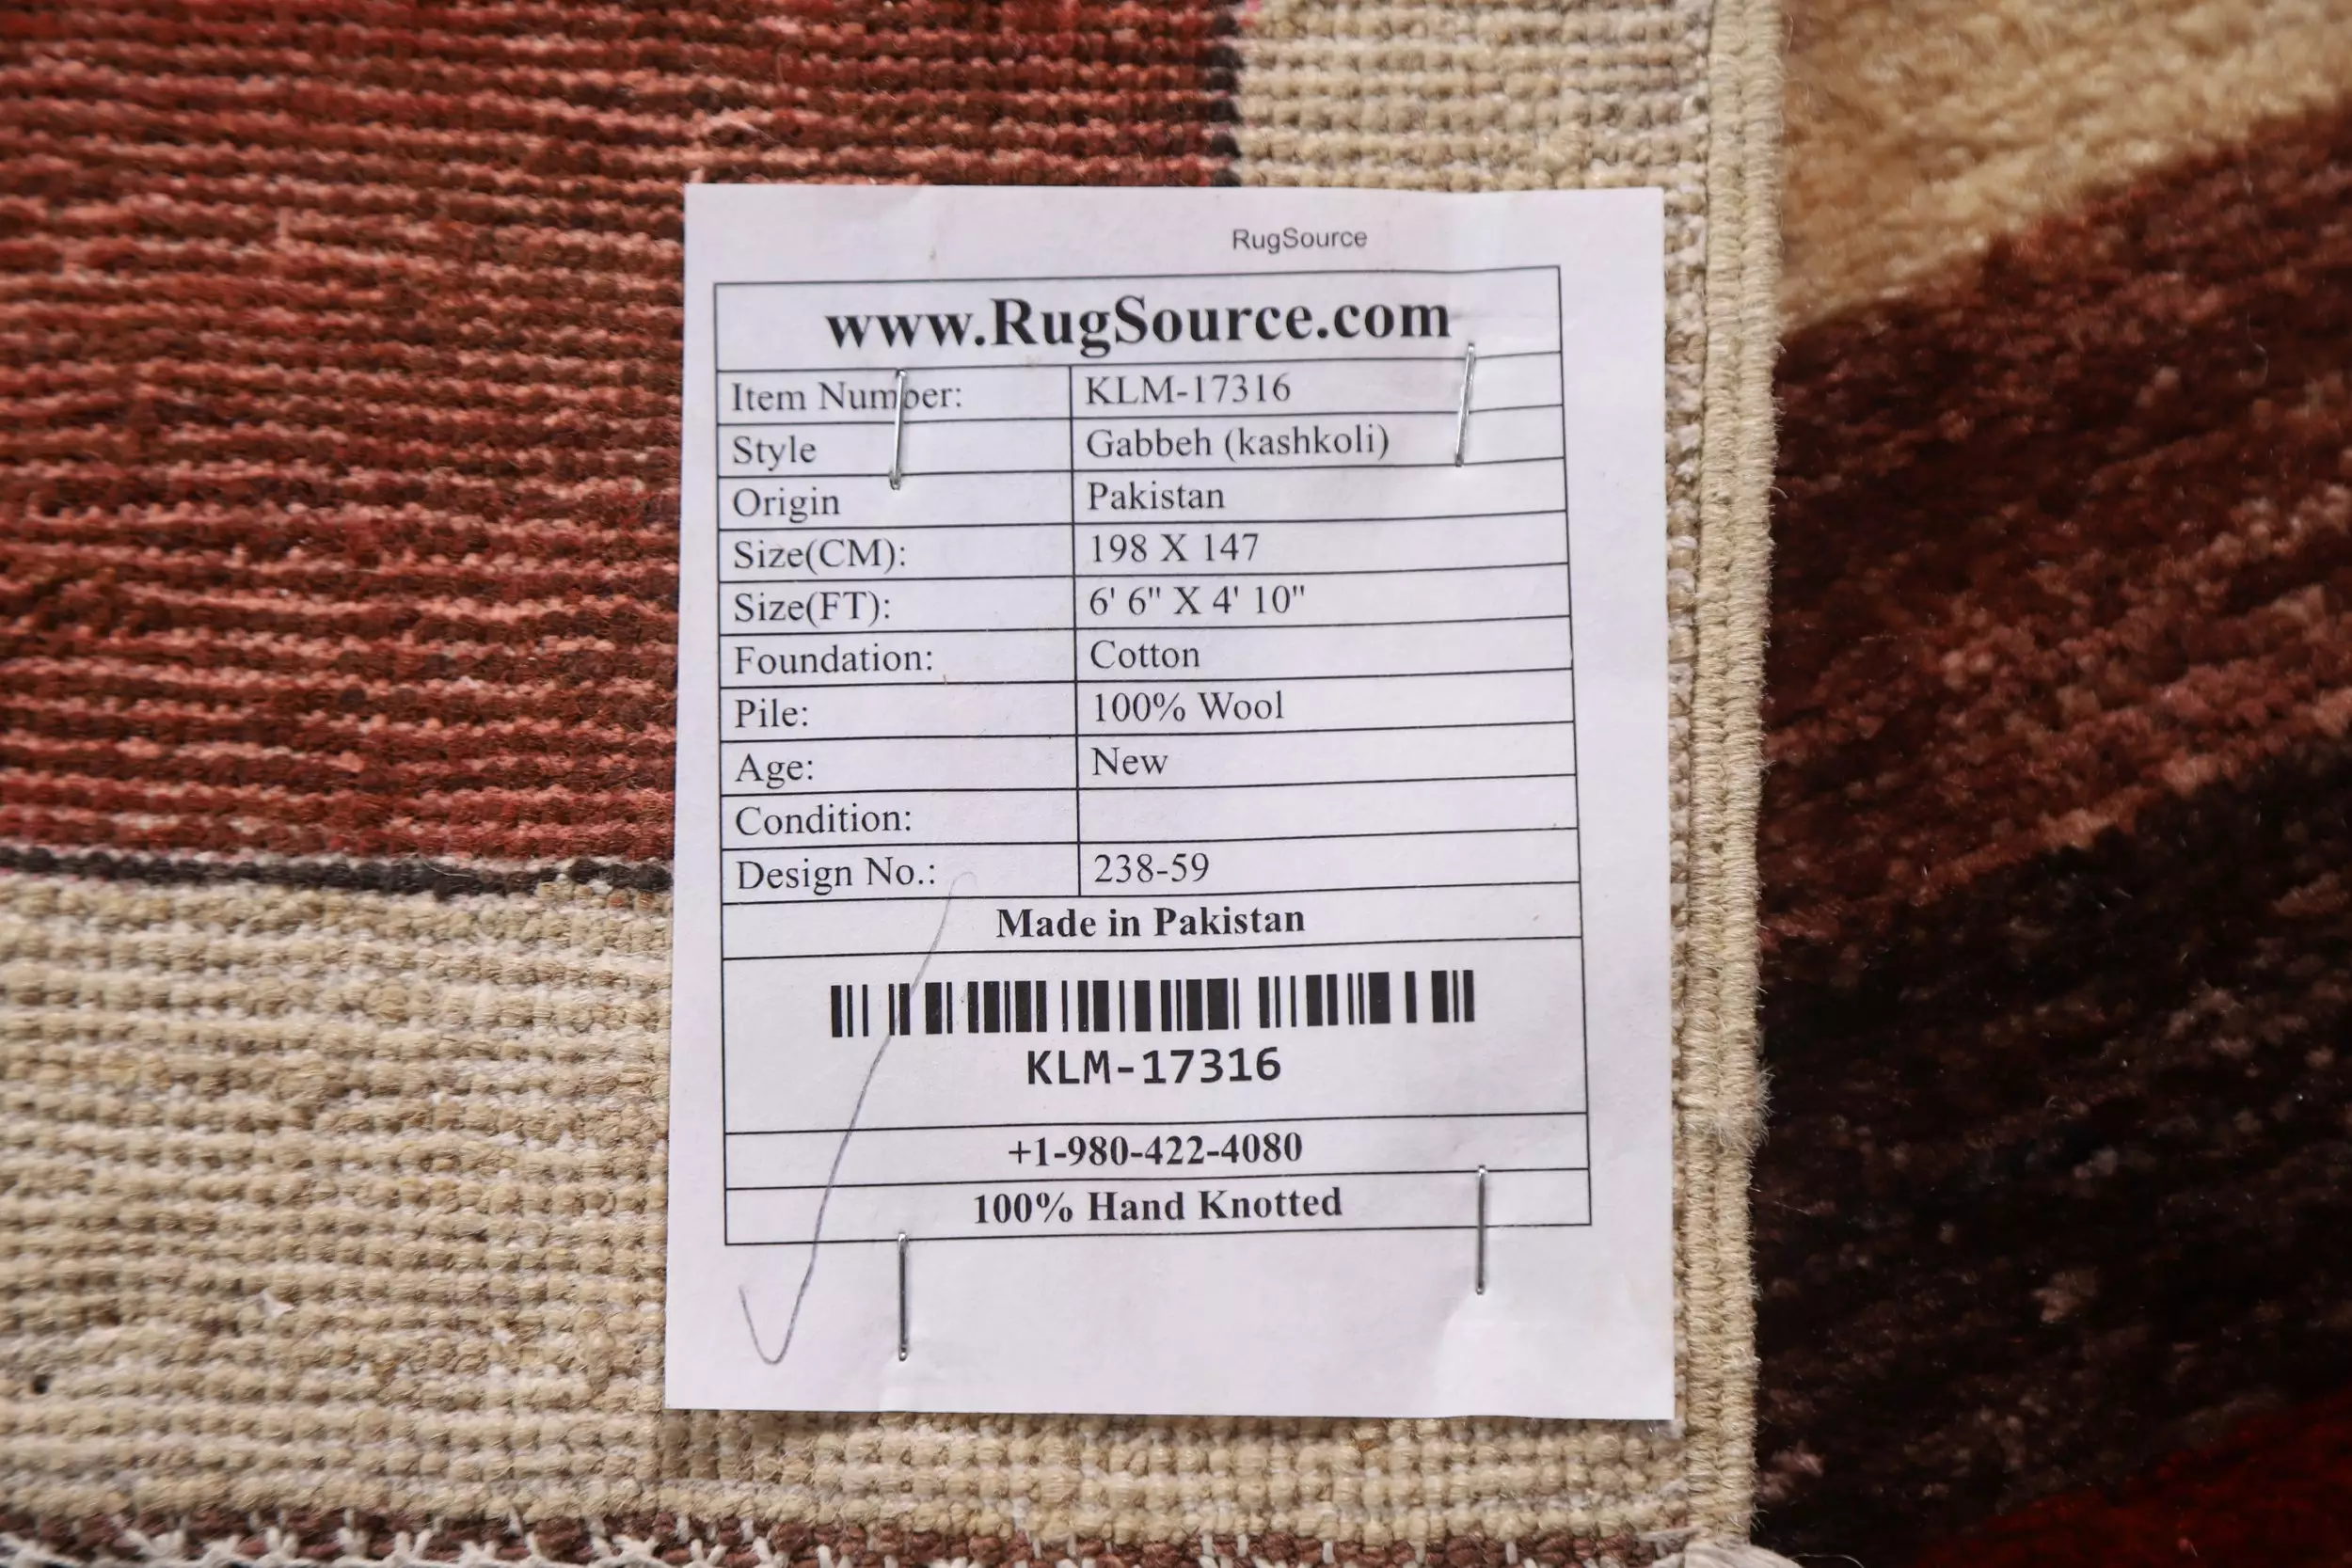 RugSource
www.RugSource.com
Item Number: KLM-17316
Style Gabbeh (kashkoli)
Origin Pakistan
Size(CM): 198 X 147
Size(FT): 6' 6" X 4' 10"
Foundation: Cotton
Pile: 100% Wool
Age: New
Condition:
Design No.: 238-59
Made in Pakistan
KLM-17316
+1-980-422-4080
100% Hand Knotted